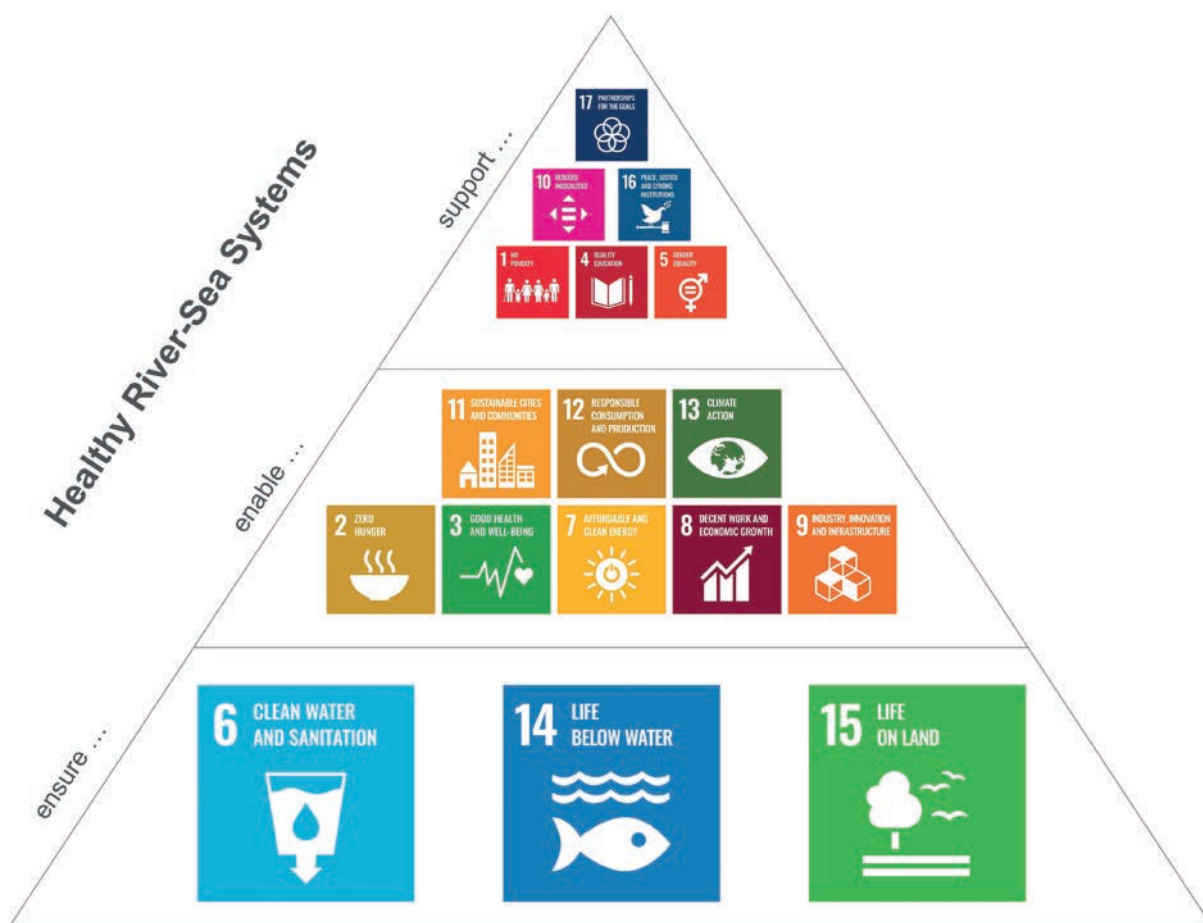 Healthy River-Sea Systems
support ...
17 PARTNERSHIPS
FOR THE GOALS
10 REDUCED
INEQUALITIES
16 PEACE, JUSTICE
AND STRONG
INSTITUTIONS
1 NO
POVERTY
4 QUALITY
EDUCATION
5 GENDER
EQUALITY
enable ...
11 SUSTAINABLE CITIES
AND COMMUNITIES
12 RESPONSIBLE
CONSUMPTION
AND PRODUCTION
13 CLIMATE
ACTION
2 ZERO
HUNGER
3 GOOD HEALTH
AND WELL-BEING
7 AFFORDABLE AND
CLEAN ENERGY
8 DECENT WORK AND
ECONOMIC GROWTH
9 INDUSTRY, INNOVATION
AND INFRASTRUCTURE
ensure ...
6 CLEAN WATER
AND SANITATION
14 LIFE
BELOW WATER
15 LIFE
ON LAND